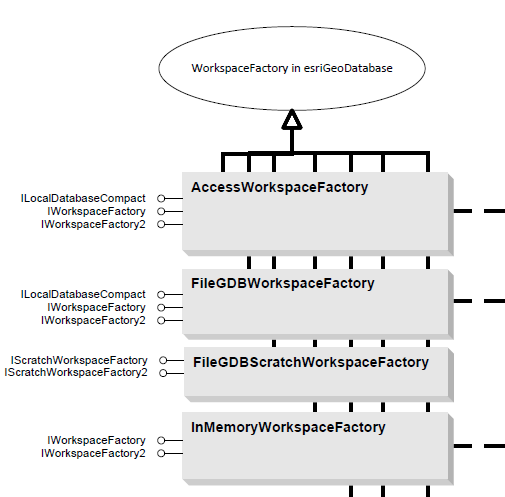 WorkspaceFactory in esriGeoDatabase
AccessWorkspaceFactory
ILocalDatabaseCompact
IWorkspaceFactory
IWorkspaceFactory2
FileGDBWorkspaceFactory
ILocalDatabaseCompact
IWorkspaceFactory
IWorkspaceFactory2
FileGDBScratchWorkspaceFactory
IScratchWorkspaceFactory
IScratchWorkspaceFactory2
InMemoryWorkspaceFactory
IWorkspaceFactory
IWorkspaceFactory2